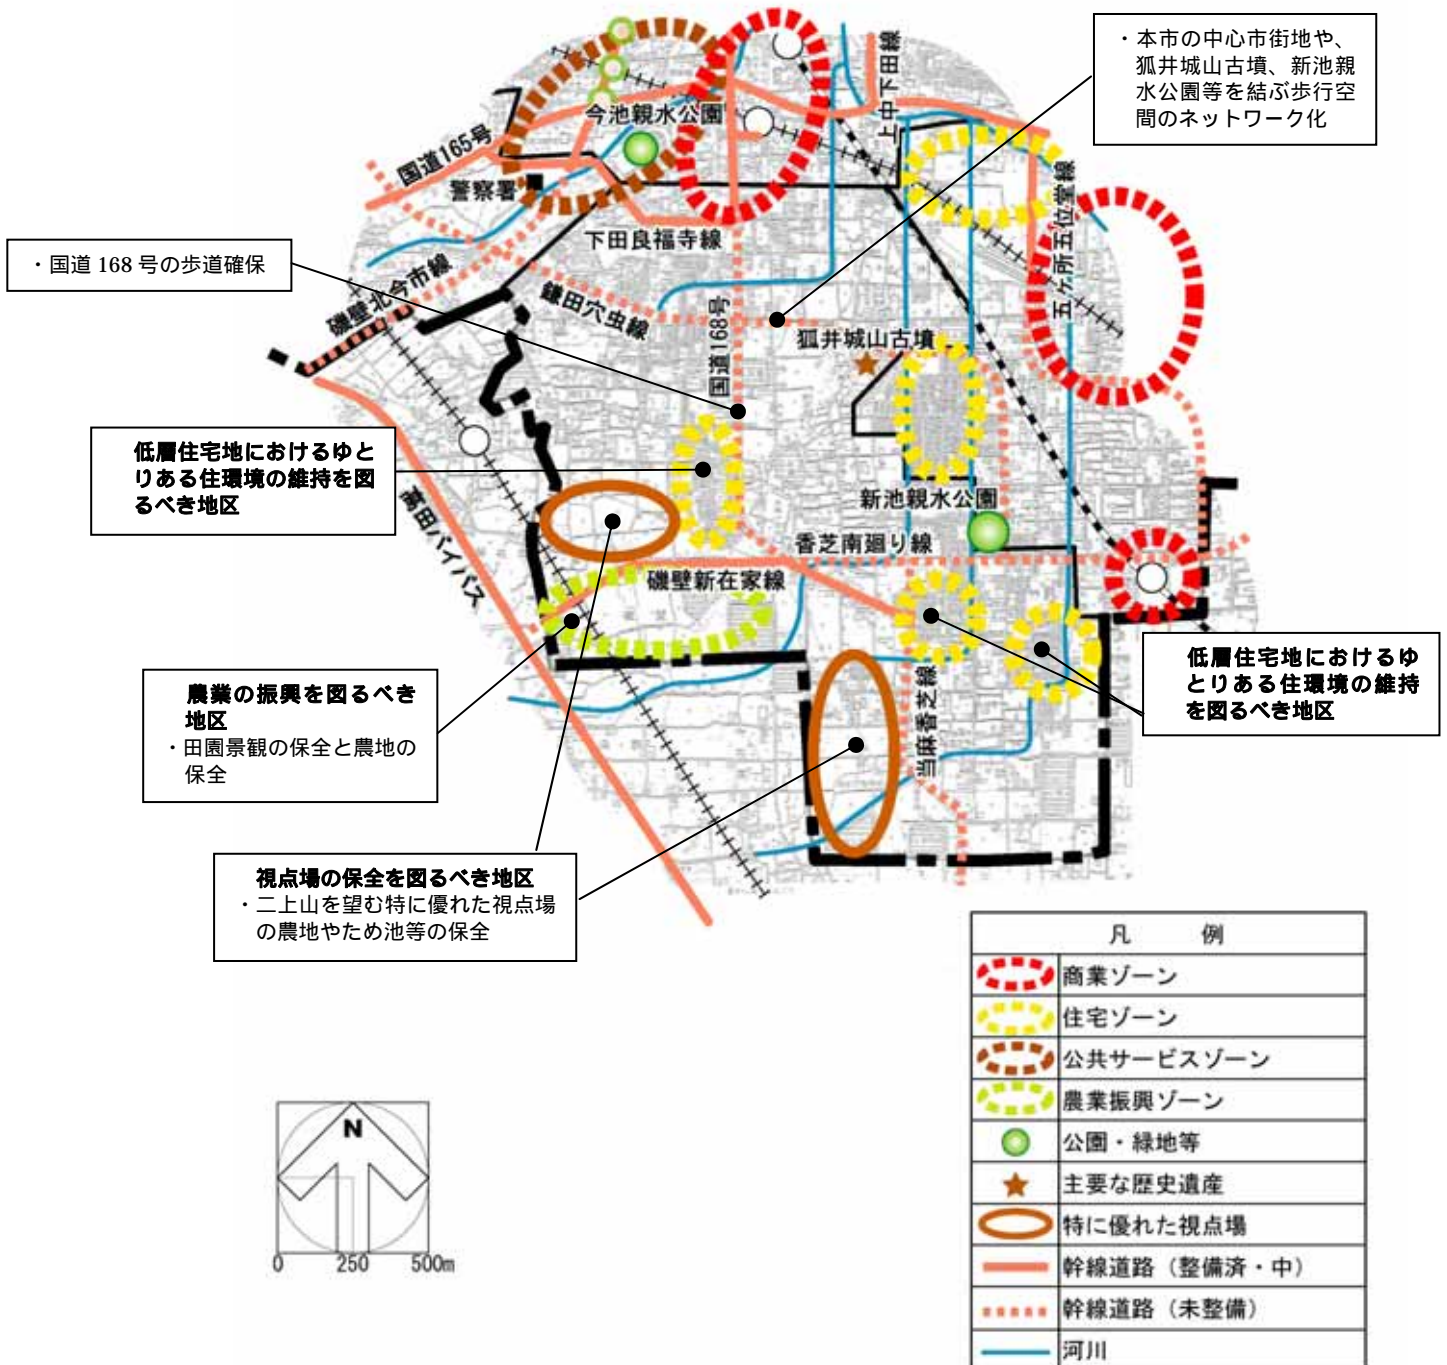 ・本市の中心市街地や、
狐井城山古墳、新池親
水公園等を結ぶ歩行空
間のネットワーク化
上中下田線
今池親水公園
国道165号
警察署
五ヶ所五位堂線
下田良福寺線
・国道 168 号の歩道確保
磯壁北今市線
鎌田穴虫線
国道168号
狐井城山古墳
低層住宅地におけるゆと
りある住環境の維持を図
るべき地区
高田バイパス
新池親水公園
香芝南廻り線
磯壁新在家線
低層住宅地におけるゆ
とりある住環境の維持
を図るべき地区
農業の振興を図るべき
地区
・田園景観の保全と農地の
保全
当麻香芝線
視点場の保全を図るべき地区
・二上山を望む特に優れた視点場
の農地やため池等の保全
凡 例
商業ゾーン
住宅ゾーン
公共サービスゾーン
農業振興ゾーン
公園・緑地等
主要な歴史遺産
特に優れた視点場
幹線道路（整備済・中）
幹線道路（未整備）
河川
N
0 250 500m